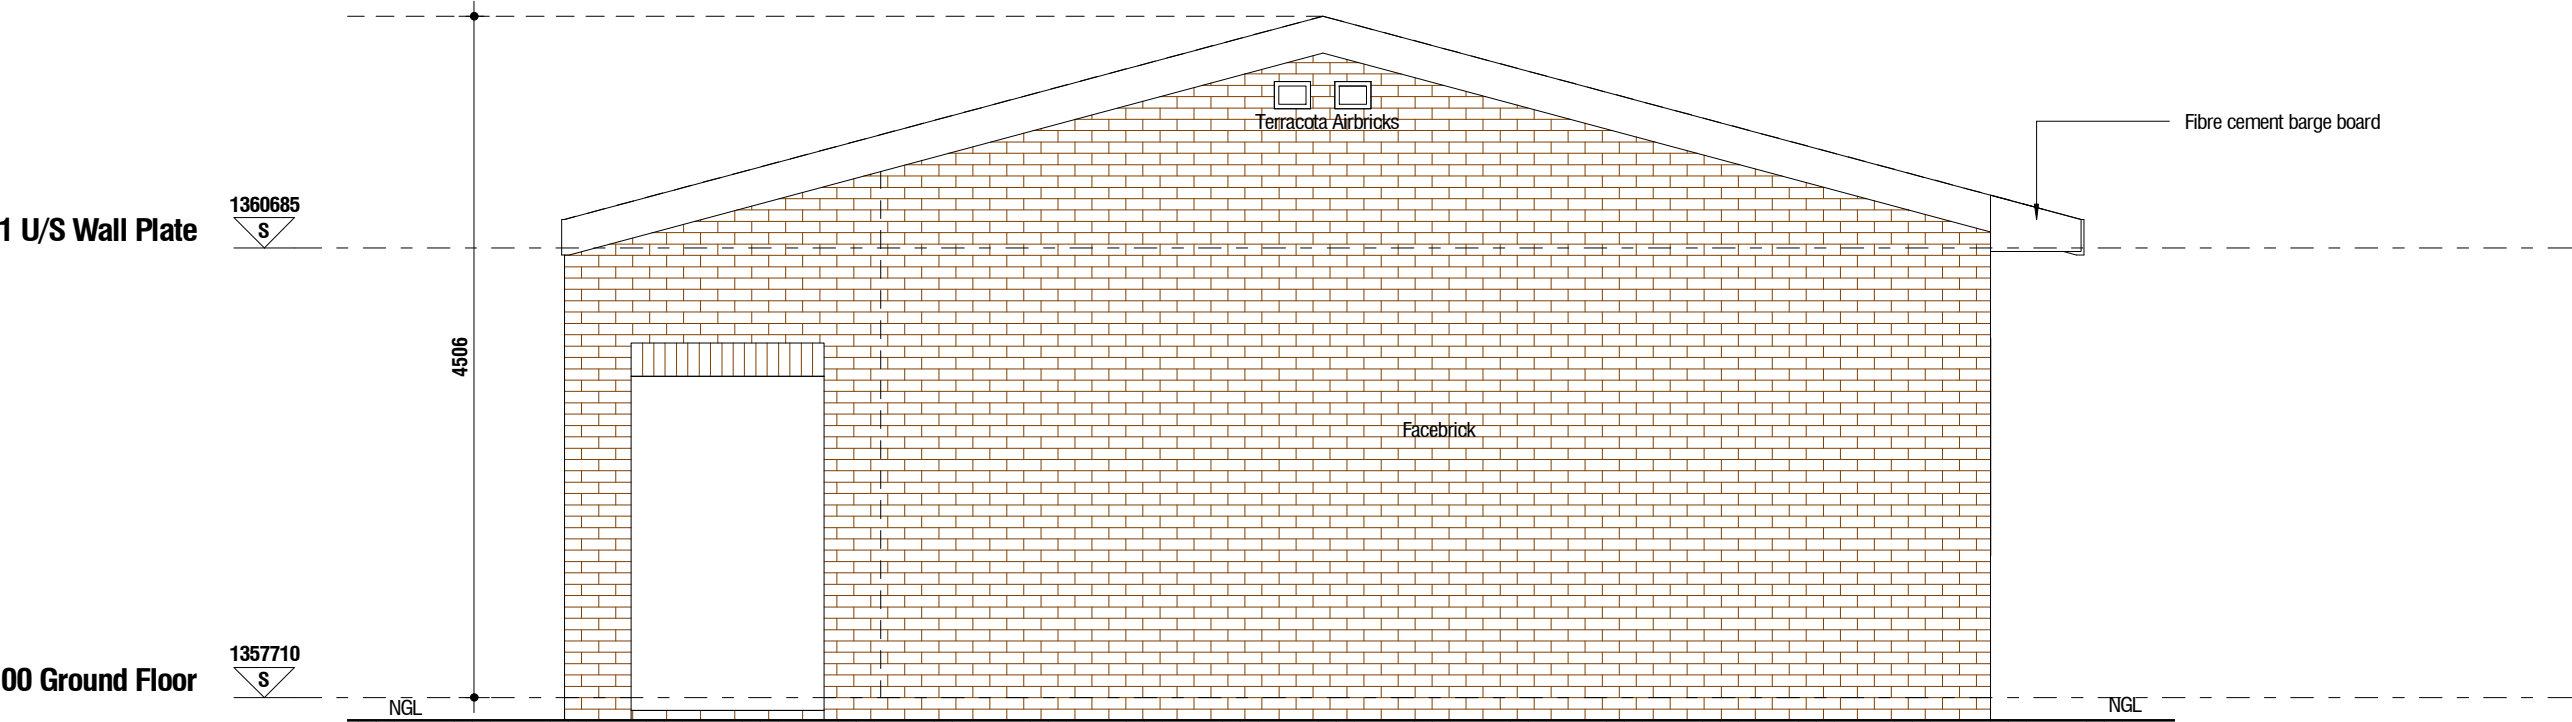 Terracota Airbricks
Fibre cement barge board
1360685
1 U/S Wall Plate
S
4506
Facebrick
1357710
00 Ground Floor
S
NGL
NGL